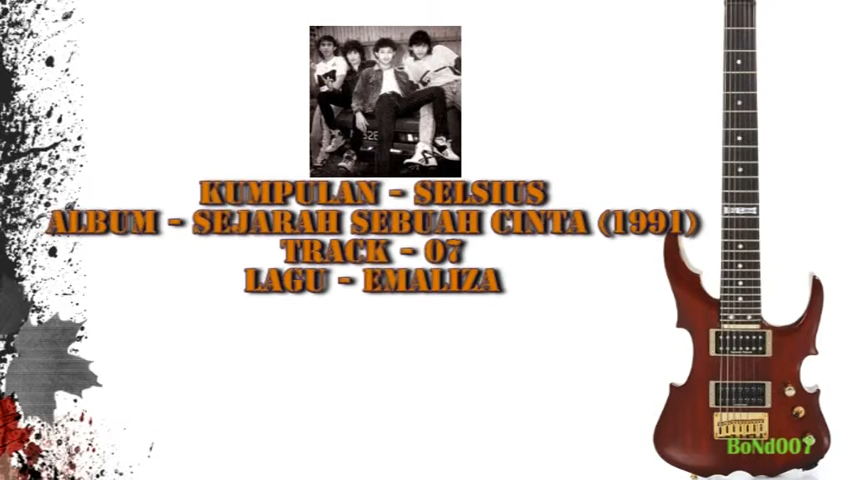 KUMPULAN - SELSIUS
ALBUM - SEJARAH SEBUAH CINTA (1991)
TRACK - 07
LAGU - EMALIZA
BoNd007